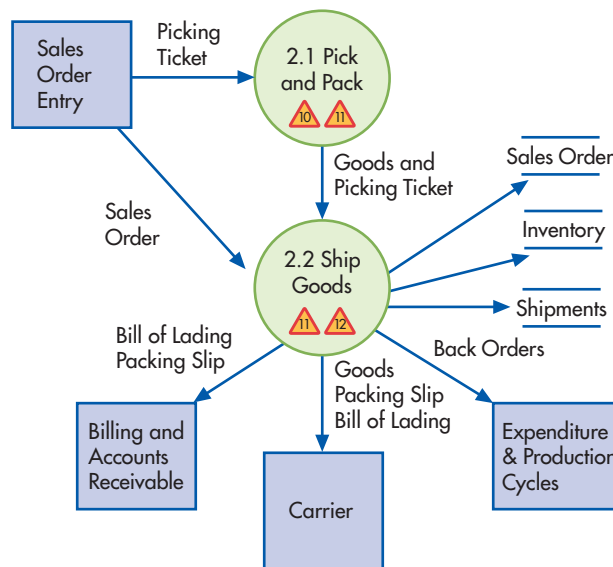 Sales
Order
Entry
Picking
Ticket
2.1 Pick
and Pack
10
11
Goods and
Picking Ticket
Sales Order
Sales
Order
Inventory
2.2 Ship
Goods
11
12
Shipments
Bill of Lading
Packing Slip
Goods
Packing Slip
Bill of Lading
Back Orders
Billing and
Accounts
Receivable
Carrier
Expenditure
& Production
Cycles